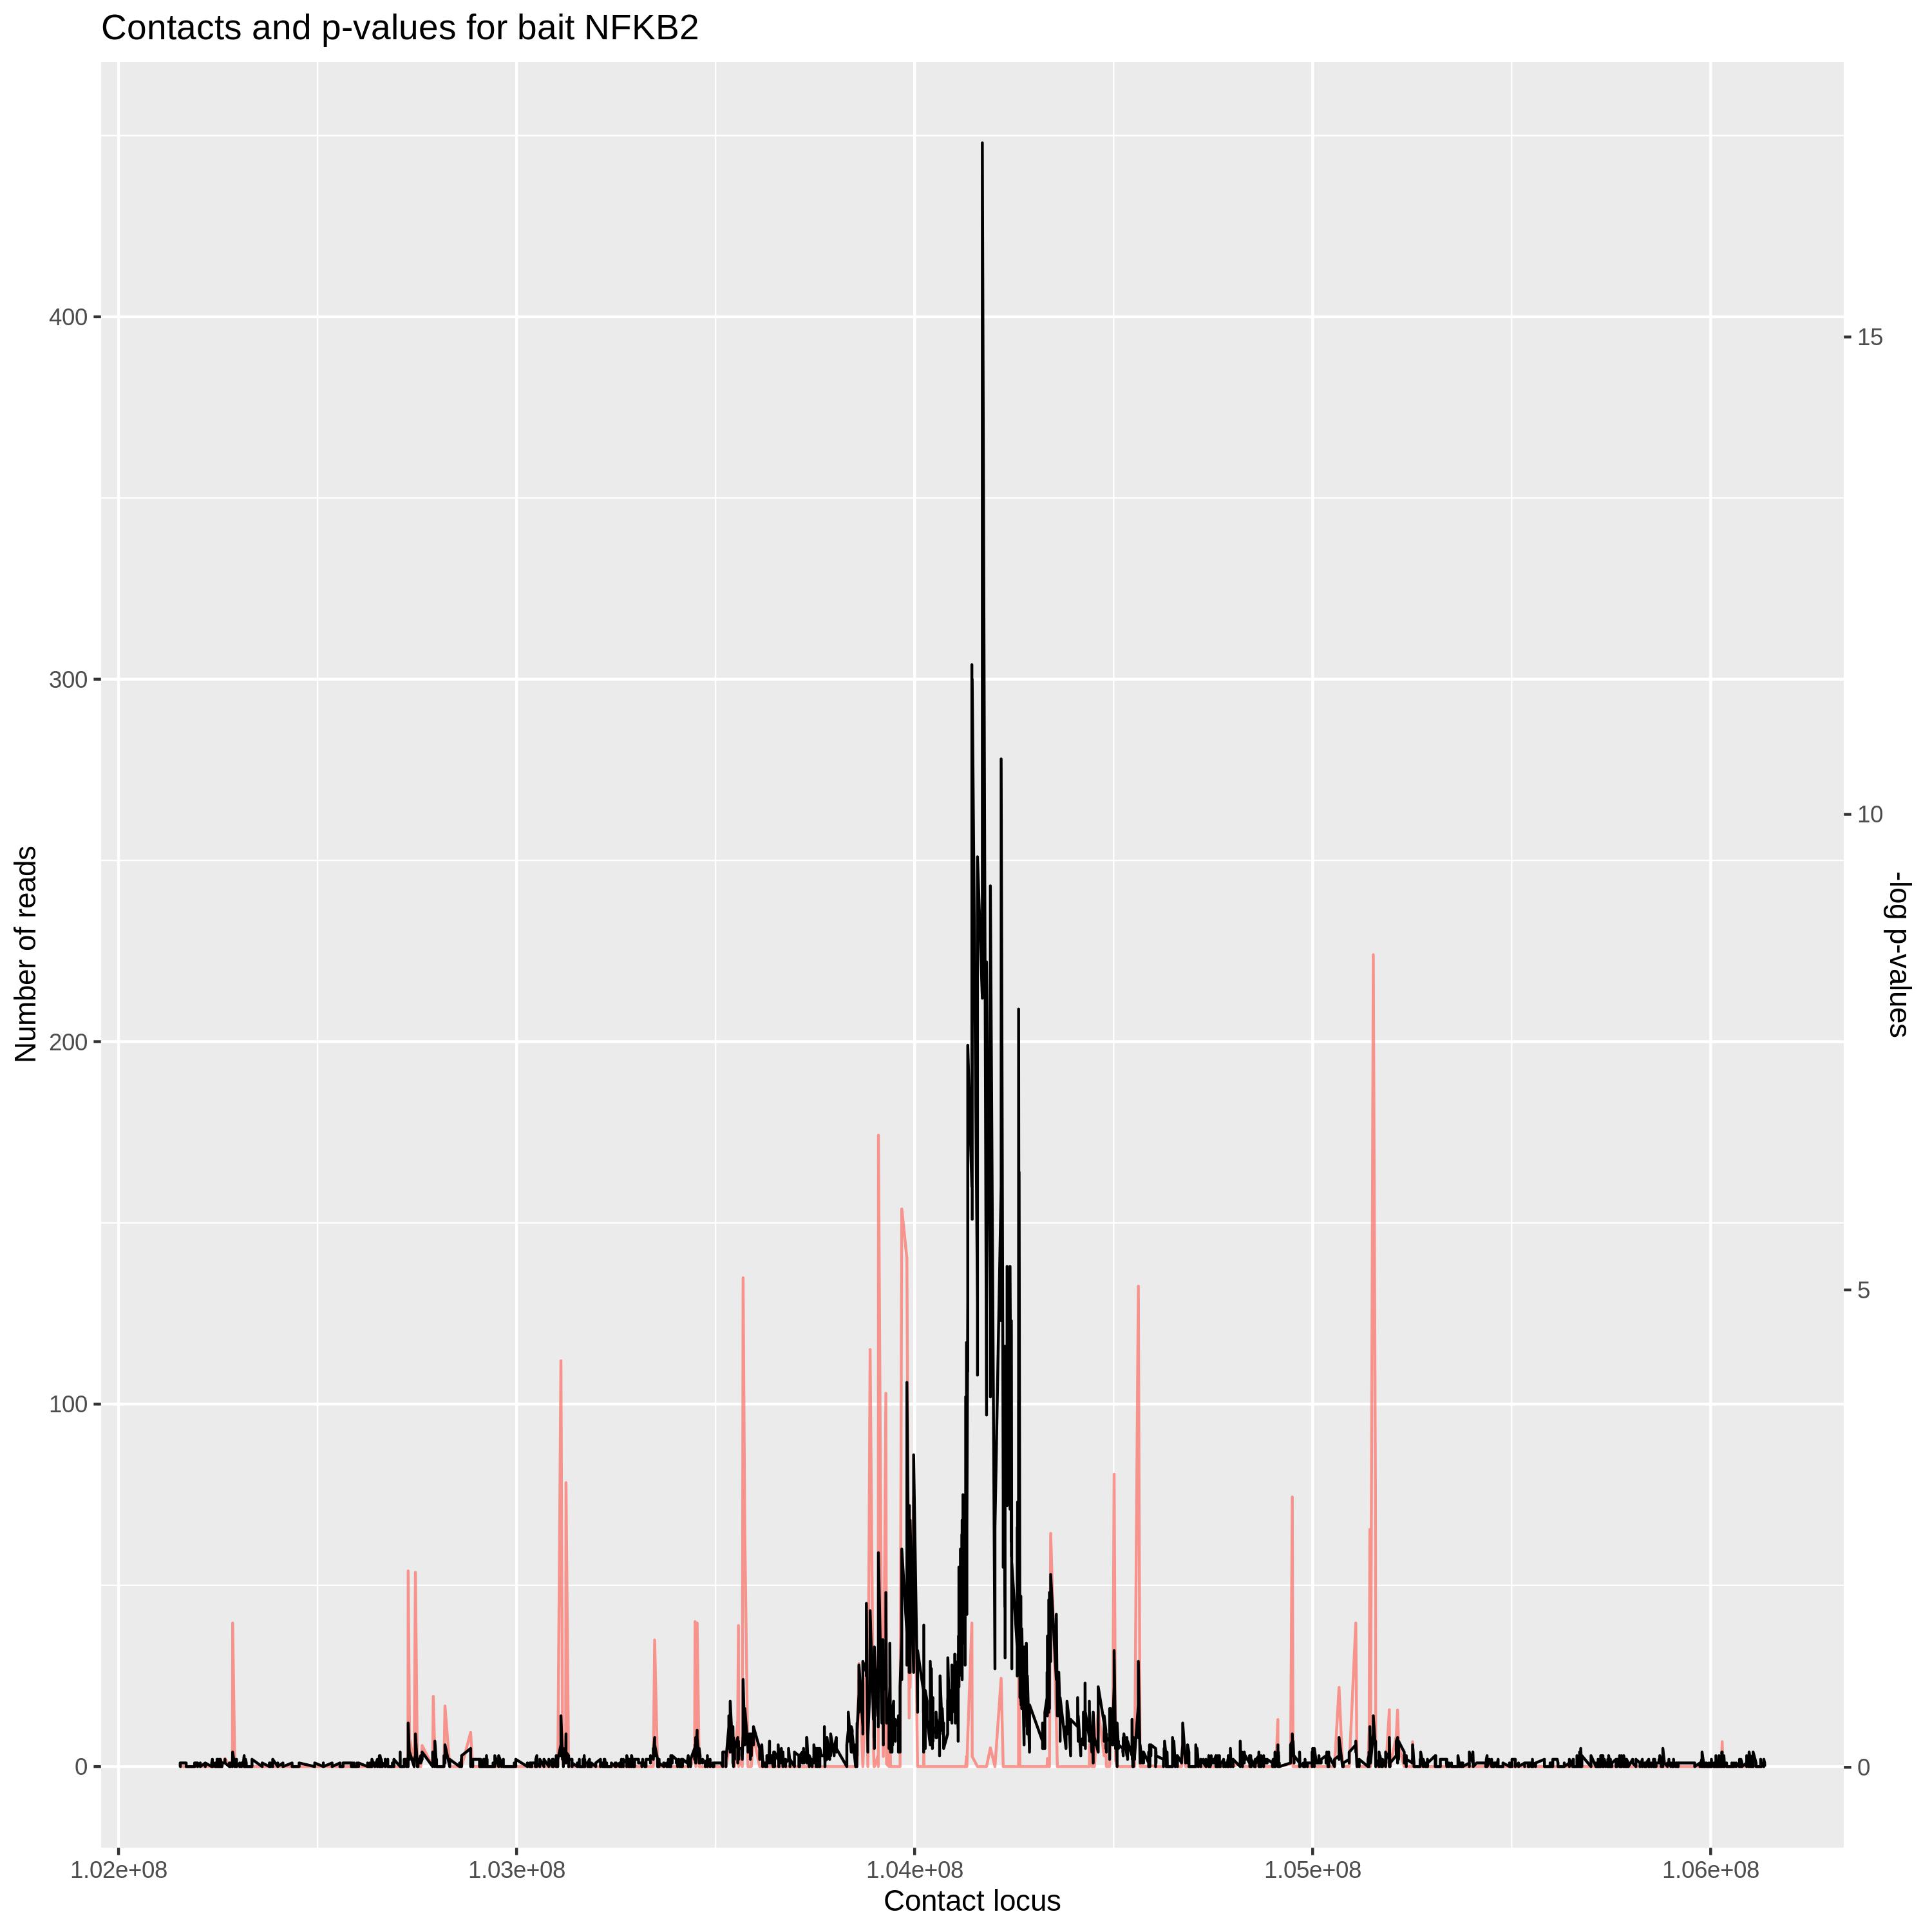 Contacts and p-values for bait NFKB2
400
300
200
100
0
Number of reads
15
10
5
0
-log p-values
1.02e+08 1.03e+08 1.04e+08 1.05e+08 1.06e+08
Contact locus